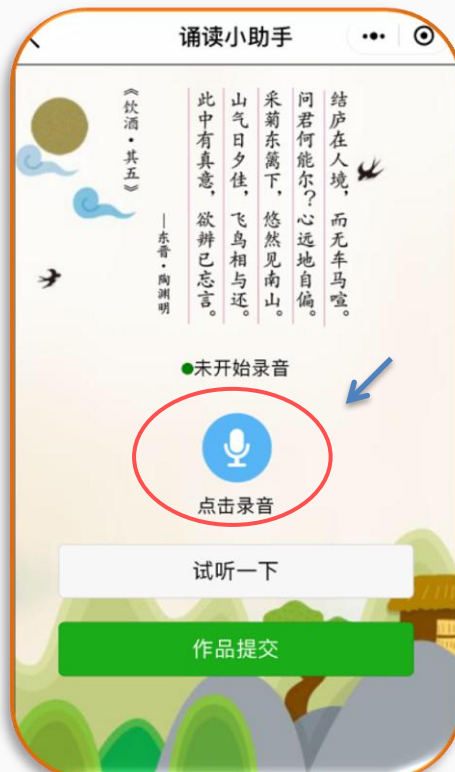 诵读小助手
结庐在人境，而无车马喧。
问君何能尔？心远地自偏。
采菊东篱下，悠然见南山。
山气日夕佳，飞鸟相与还。
此中有真意，欲辨已忘言。
——东晋·陶渊明
《饮酒·其五》
未开始录音
点击录音
试听一下
作品提交